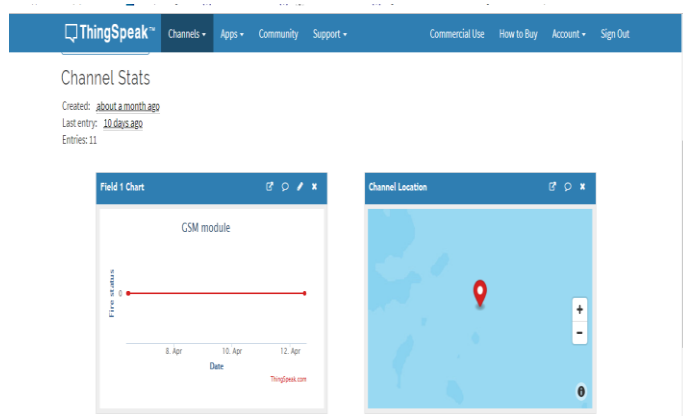 ThingSpeak™ Channels Apps Community Support Commercial Use How to Buy Account Sign Out
Channel Stats
Created: about a month ago
Last entry: 10 days ago
Entries: 11
Field 1 Chart
GSM module
Fire status
0
8. Apr 10. Apr 12. Apr
Date
ThingSpeak.com
Channel Location
+
−